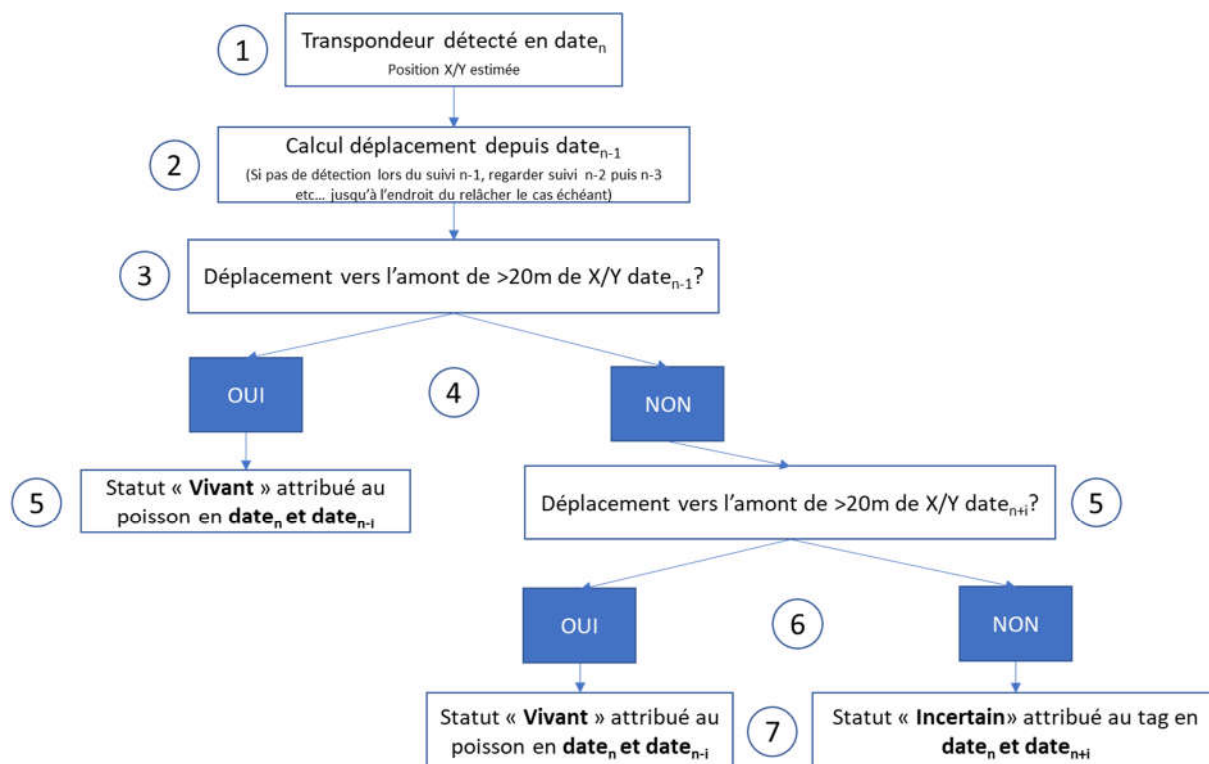 1
Transpondeur détecté en dateₙ
Position X/Y estimée
2
Calcul déplacement depuis dateₙ₋₁
(Si pas de détection lors du suivi n-1, regarder suivi n-2 puis n-3
etc... jusqu'à l'endroit du relâcher le cas échéant)
3
Déplacement vers l'amont de >20m de X/Y dateₙ₋₁?
OUI
4
NON
5
Statut « Vivant » attribué au
poisson en dateₙ et dateₙ₋ᵢ
Déplacement vers l'amont de >20m de X/Y dateₙ₊ᵢ?
5
OUI
6
NON
Statut « Vivant » attribué au
poisson en dateₙ et dateₙ₋ᵢ
7
Statut « Incertain» attribué au tag en
dateₙ et dateₙ₊ᵢ